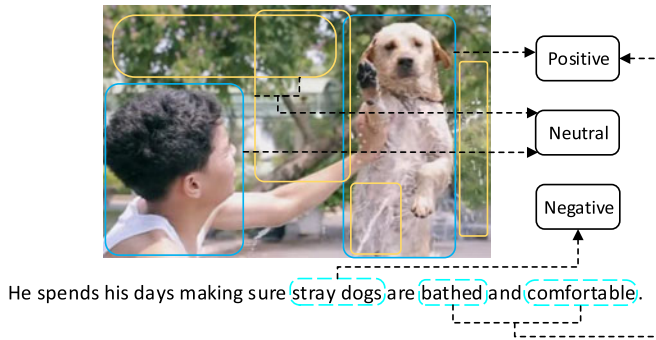 Positive
Neutral
Negative
He spends his days making sure stray dogs are bathed and comfortable.